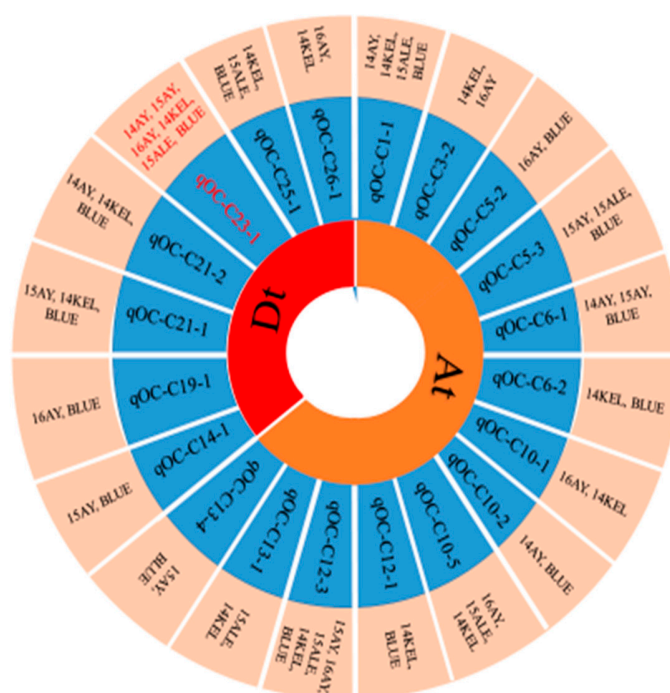 14AY,
14KEL,
15ALE,
BLUE
qOC-C1-1
14KEL,
16AY
qOC-C3-2
16AY, BLUE
qOC-C5-2
15AY, 15ALE,
BLUE
qOC-C5-3
14AY, 15AY,
BLUE
qOC-C6-1
14KEL, BLUE
qOC-C6-2
16AY, 14KEL
qOC-C10-1
14AY, BLUE
qOC-C10-2
16AY,
15ALE,
14KEL
qOC-C10-5
14KEL,
BLUE
qOC-C12-1
15AY, 16AY,
15ALE,
14KEL,
BLUE
qOC-C12-3
15ALE,
14KEL
qOC-C13-1
15AY,
BLUE
qOC-C13-4
15AY, BLUE
qOC-C14-1
16AY, BLUE
qOC-C19-1
15AY, 14KEL,
BLUE
qOC-C21-1
14AY, 14KEL,
BLUE
qOC-C21-2
14AY, 15AY,
16AY, 14KEL,
15ALE, BLUE
qOC-C23-1
14KEL,
15ALE,
BLUE
qOC-C25-1
16AY,
14KEL
qOC-C26-1
Dt
At